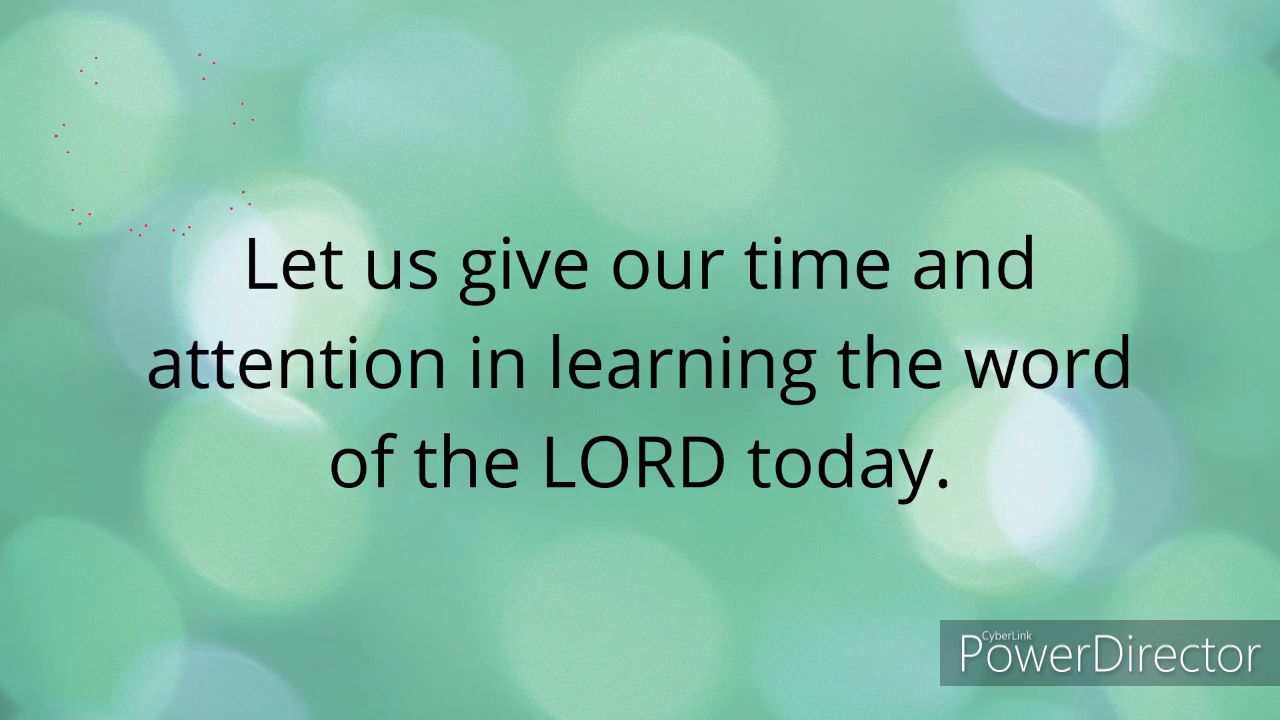 Let us give our time and
attention in learning the word
of the LORD today.
CyberLink
PowerDirector